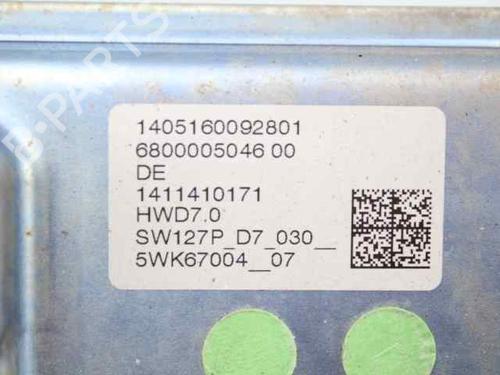 B-PARTS
1405160092801
6800005046 00
DE
1411410171
HWD7.0
SW127P_D7_030__
5WK67004__07